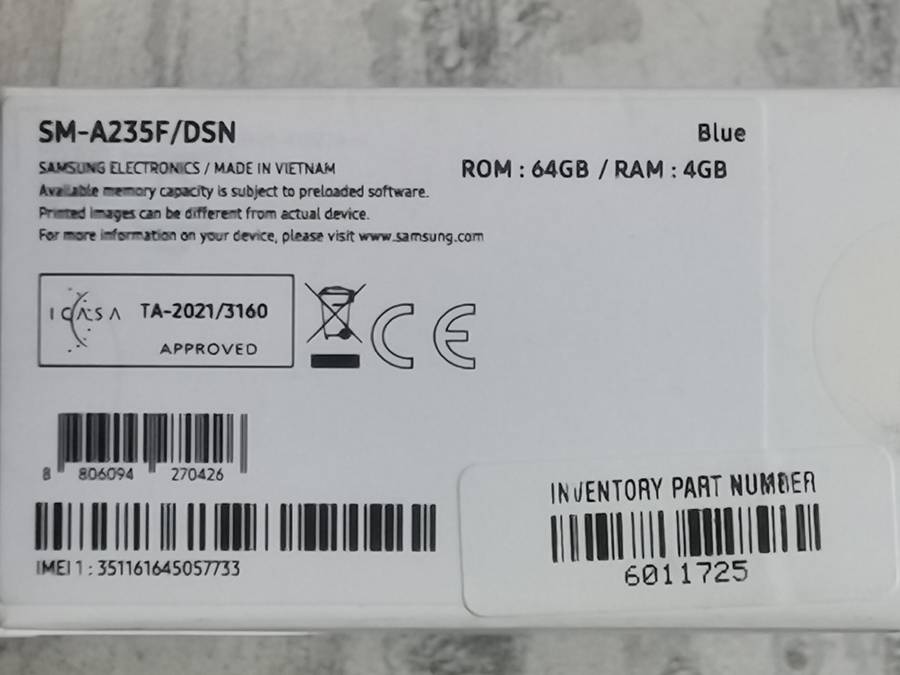 SM-A235F/DSN
Blue
SAMSUNG ELECTRONICS / MADE IN VIETNAM
ROM : 64GB / RAM : 4GB
Available memory capacity is subject to preloaded software.
Printed images can be different from actual device.
For more information on your device, please visit www.samsung.com
ICASA TA-2021/3160
APPROVED
CE
8 806094 270426
IMEI 1 : 351161645057733
INVENTORY PART NUMBER
6011725